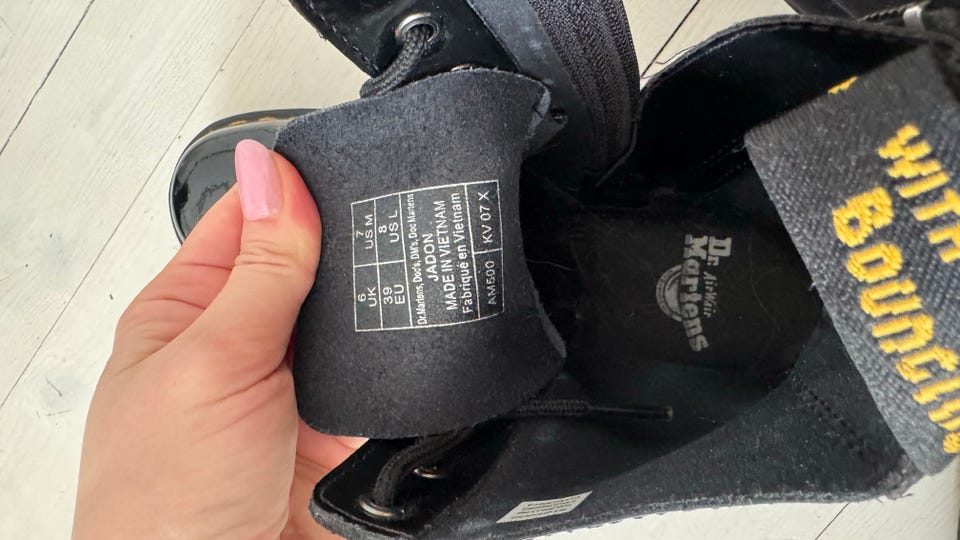 6
UK
7
US M
39
EU
8
US L
Dr.Martens, Doc's, DM's, Doc Martens
JADON
MADE IN VIETNAM
Fabriqué en Vietnam
AM500
KV 07 X
Dr. AirWair
Martens
WITH
BOUNCING